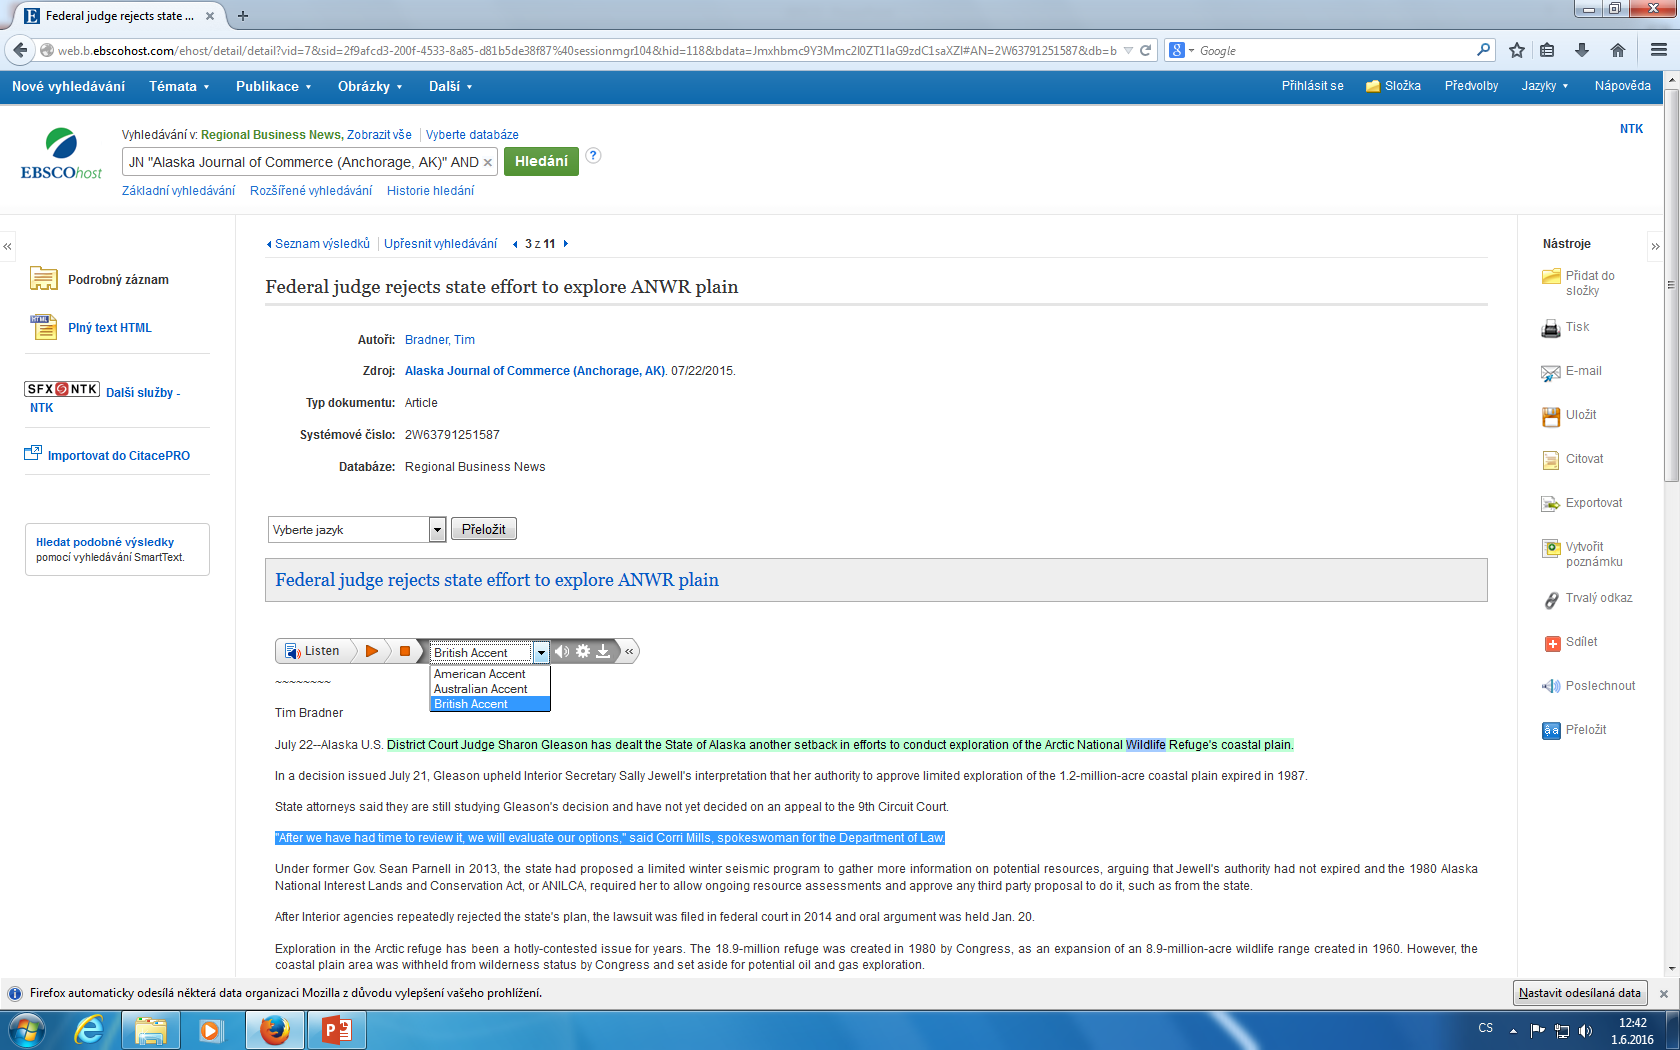 Federal judge rejects state ...
web.b.ebscohost.com/ehost/detail/detail?vid=7&sid=2f9afcd3-200f-4533-8a85-d81b5de38f87%40sessionmgr104&hid=118&bdata=Jmxhbmc9Y3Mmc2l0ZT1laG9zdC1saXZl#AN=2W63791251587&db=b
Google
Nové vyhledávání Témata Publikace Obrázky Další Přihlásit se Složka Předvolby Jazyky Nápověda
EBSCOhost
Vyhledávání v: Regional Business News, Zobrazit vše Vyberte databáze
NTK
JN "Alaska Journal of Commerce (Anchorage, AK)" AND Hledání ?
Základní vyhledávání Rozšířené vyhledávání Historie hledání
« Seznam výsledků Upřesnit vyhledávání 3 z 11 Nástroje »
Podrobný záznam
Plný text HTML
SFX NTK Další služby - NTK
Importovat do CitacePRO
Hledat podobné výsledky
pomocí vyhledávání SmartText.
Federal judge rejects state effort to explore ANWR plain
Autoři: Bradner, Tim
Zdroj: Alaska Journal of Commerce (Anchorage, AK). 07/22/2015.
Typ dokumentu: Article
Systémové číslo: 2W63791251587
Databáze: Regional Business News
Vyberte jazyk Přeložit
Federal judge rejects state effort to explore ANWR plain
Listen British Accent «
American Accent
Australian Accent
British Accent
~~~~~~~~
Tim Bradner
July 22--Alaska U.S. District Court Judge Sharon Gleason has dealt the State of Alaska another setback in efforts to conduct exploration of the Arctic National Wildlife Refuge's coastal plain.
In a decision issued July 21, Gleason upheld Interior Secretary Sally Jewell's interpretation that her authority to approve limited exploration of the 1.2-million-acre coastal plain expired in 1987.
State attorneys said they are still studying Gleason's decision and have not yet decided on an appeal to the 9th Circuit Court.
"After we have had time to review it, we will evaluate our options," said Corri Mills, spokeswoman for the Department of Law.
Under former Gov. Sean Parnell in 2013, the state had proposed a limited winter seismic program to gather more information on potential resources, arguing that Jewell's authority had not expired and the 1980 Alaska
National Interest Lands and Conservation Act, or ANILCA, required her to allow ongoing resource assessments and approve any third party proposal to do it, such as from the state.
After Interior agencies repeatedly rejected the state's plan, the lawsuit was filed in federal court in 2014 and oral argument was held Jan. 20.
Exploration in the Arctic refuge has been a hotly-contested issue for years. The 18.9-million refuge was created in 1980 by Congress, as an expansion of an 8.9-million-acre wildlife range created in 1960. However, the
coastal plain area was withheld from wilderness status by Congress and set aside for potential oil and gas exploration.
Přidat do
složky
Tisk
E-mail
Uložit
Citovat
Exportovat
Vytvořit
poznámku
Trvalý odkaz
Sdílet
Poslechnout
Přeložit
Firefox automaticky odesílá některá data organizaci Mozilla z důvodu vylepšení vašeho prohlížení. Nastavit odesílaná data
CS
12:42
1.6.2016